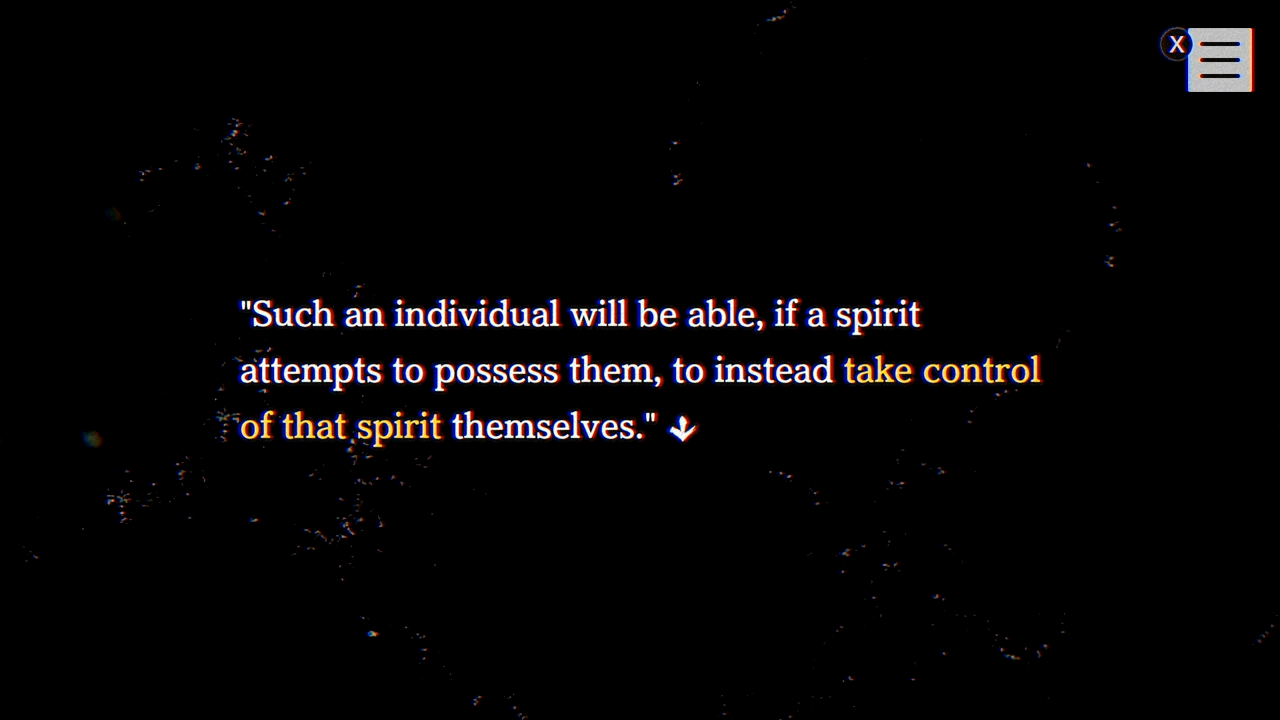 X
"Such an individual will be able, if a spirit
attempts to possess them, to instead take control
of that spirit themselves."